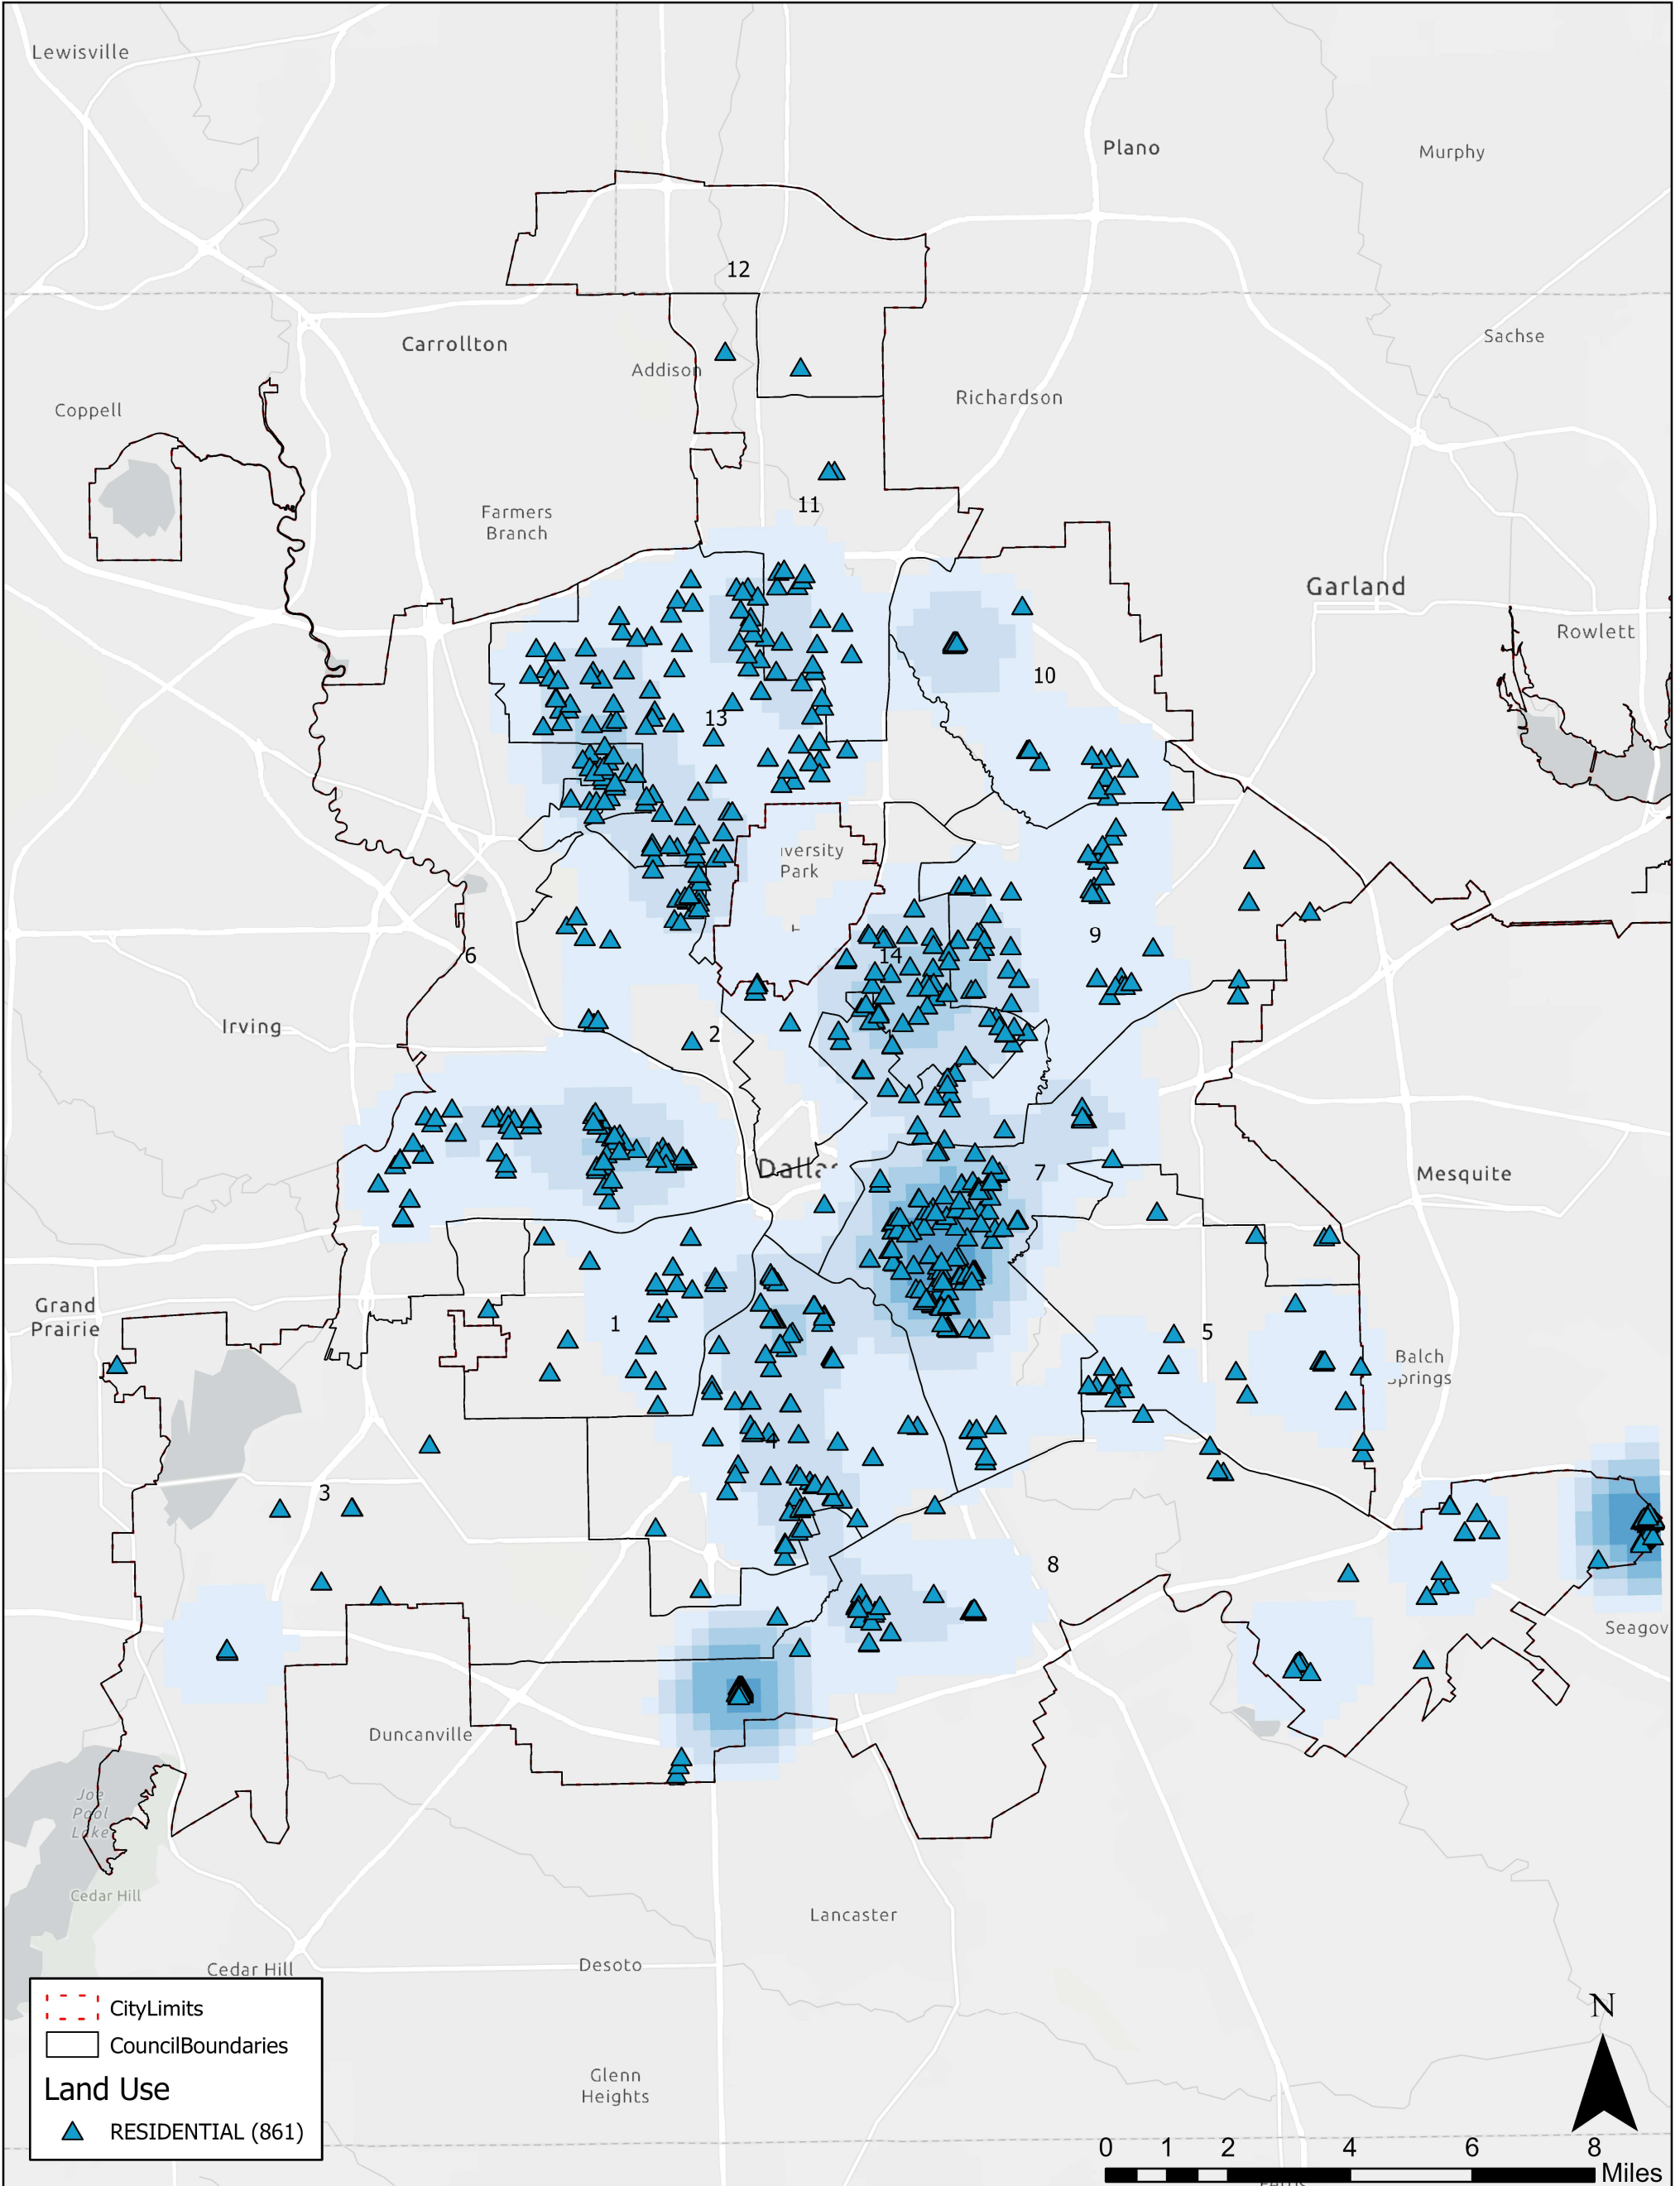 Lewisville
Plano
Murphy
12
Carrollton
Sachse
Addison
Richardson
Coppell
11
Farmers
Branch
Garland
Rowlett
10
13
iversity
Park
9
14
6
Irving
2
7
Mesquite
Grand
Prairie
1
5
Balch
Springs
4
3
8
Seagov
Duncanville
Joe
Pool
Lake
Cedar Hill
Lancaster
Cedar Hill
Desoto
CityLimits
CouncilBoundaries
Land Use
RESIDENTIAL (861)
Glenn
Heights
N
0 1 2 4 6 8
Miles